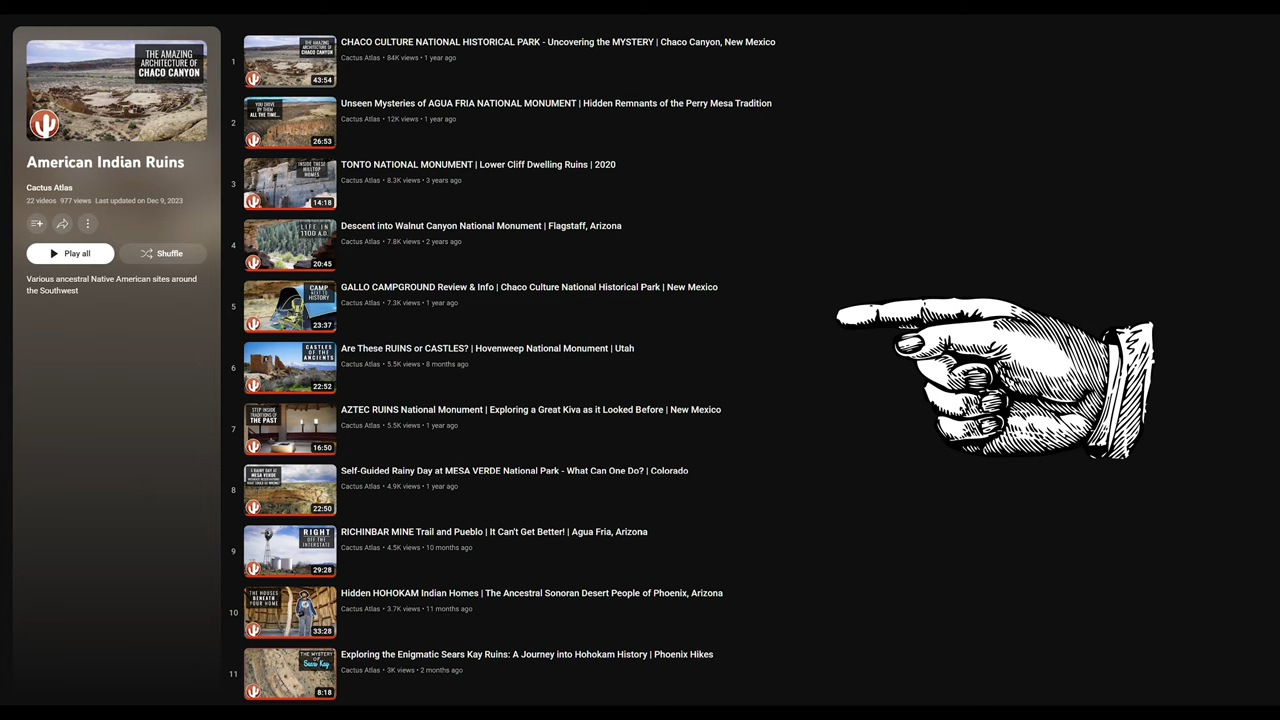 THE AMAZING
ARCHITECTURE OF
CHACO CANYON
American Indian Ruins
Cactus Atlas
22 videos 977 views Last updated on Dec 9, 2023
Play all
Shuffle
Various ancestral Native American sites around
the Southwest
1
THE AMAZING
ARCHITECTURE OF
CHACO CANYON
43:54
CHACO CULTURE NATIONAL HISTORICAL PARK - Uncovering the MYSTERY | Chaco Canyon, New Mexico
Cactus Atlas • 84K views • 1 year ago
2
YOU DRIVE
BY THEM
ALL THE TIME...
26:53
Unseen Mysteries of AGUA FRIA NATIONAL MONUMENT | Hidden Remnants of the Perry Mesa Tradition
Cactus Atlas • 12K views • 1 year ago
3
INSIDE THESE
HILLTOP
HOMES
14:18
TONTO NATIONAL MONUMENT | Lower Cliff Dwelling Ruins | 2020
Cactus Atlas • 8.3K views • 3 years ago
4
LIFE IN
1100 A.D.
20:45
Descent into Walnut Canyon National Monument | Flagstaff, Arizona
Cactus Atlas • 7.8K views • 2 years ago
5
CAMP
NEXT TO
HISTORY
23:37
GALLO CAMPGROUND Review & Info | Chaco Culture National Historical Park | New Mexico
Cactus Atlas • 7.3K views • 1 year ago
6
CASTLES
OF THE
ANCIENTS
22:52
Are These RUINS or CASTLES? | Hovenweep National Monument | Utah
Cactus Atlas • 5.5K views • 8 months ago
7
STEP INSIDE
TRADITIONS OF
THE PAST
16:50
AZTEC RUINS National Monument | Exploring a Great Kiva as it Looked Before | New Mexico
Cactus Atlas • 5.5K views • 1 year ago
8
A RAINY DAY AT
MESA VERDE
WITHOUT RESERVATIONS
WHAT COULD GO WRONG?
22:50
Self-Guided Rainy Day at MESA VERDE National Park - What Can One Do? | Colorado
Cactus Atlas • 4.9K views • 1 year ago
9
RIGHT
OFF THE
INTERSTATE
29:28
RICHINBAR MINE Trail and Pueblo | It Can't Get Better! | Agua Fria, Arizona
Cactus Atlas • 4.5K views • 10 months ago
10
THE HOUSES
BENEATH
YOUR HOME
33:28
Hidden HOHOKAM Indian Homes | The Ancestral Sonoran Desert People of Phoenix, Arizona
Cactus Atlas • 3.7K views • 11 months ago
11
THE MYSTERY
OF
Sears Kay
8:18
Exploring the Enigmatic Sears Kay Ruins: A Journey into Hohokam History | Phoenix Hikes
Cactus Atlas • 3K views • 2 months ago